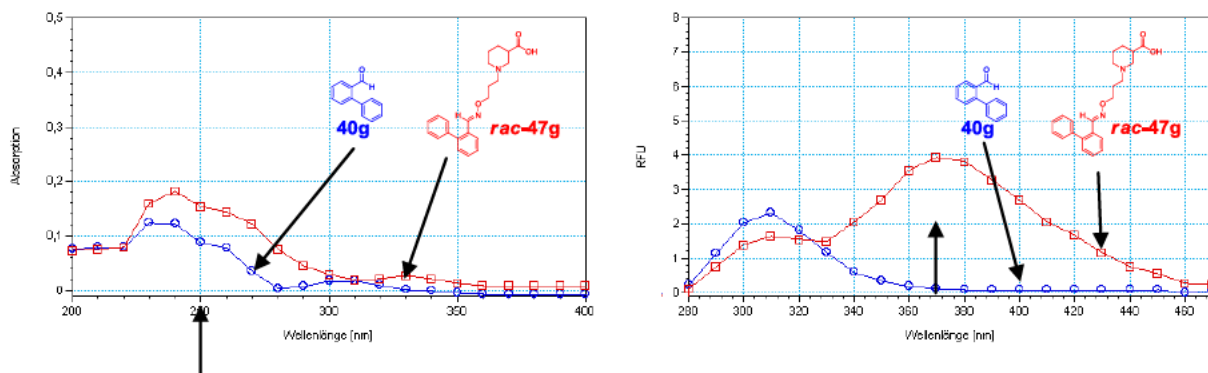 0,5
0,4
0,3
0,2
0,1
0
Absorption
200 250 300 350 400
Wellenlänge [nm]
O
H
40g
O
OH
N
O
H
N
rac-47g
8
7
6
5
4
3
2
1
0
RFU
280 300 320 340 360 380 400 420 440 460
Wellenlänge [nm]
O
H
40g
O
OH
N
O
H
N
rac-47g